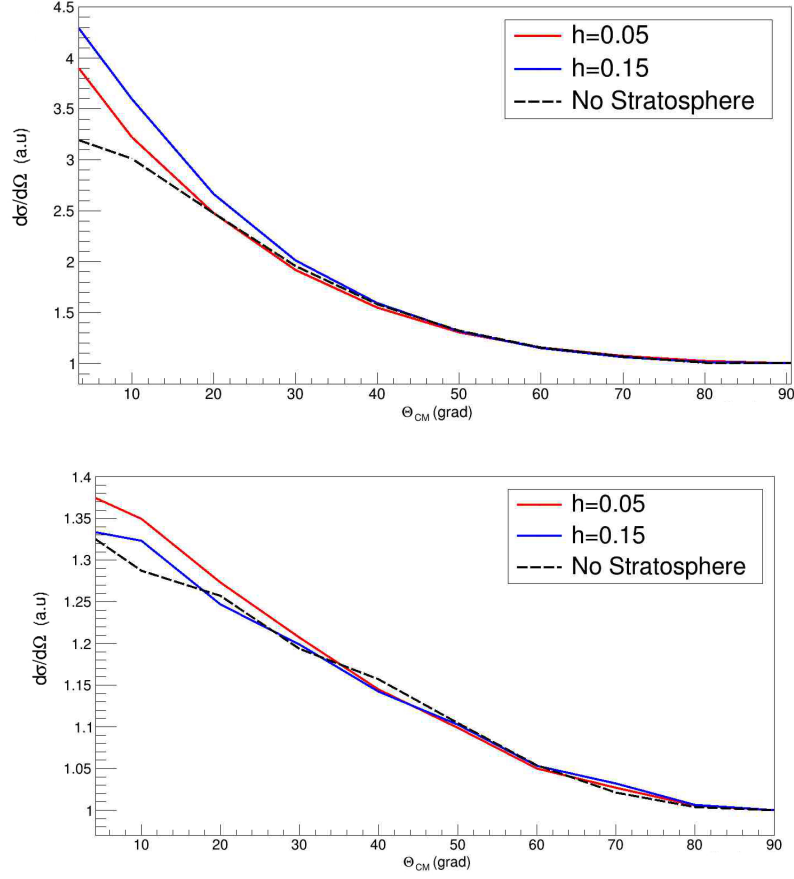 4.5
4
3.5
3
2.5
2
1.5
1
dσ/dΩ (a.u)
h=0.05
h=0.15
No Stratosphere
10 20 30 40 50 60 70 80 90
Θ_CM (grad)
1.4
1.35
1.3
1.25
1.2
1.15
1.1
1.05
1
dσ/dΩ (a.u)
h=0.05
h=0.15
No Stratosphere
10 20 30 40 50 60 70 80 90
Θ_CM (grad)